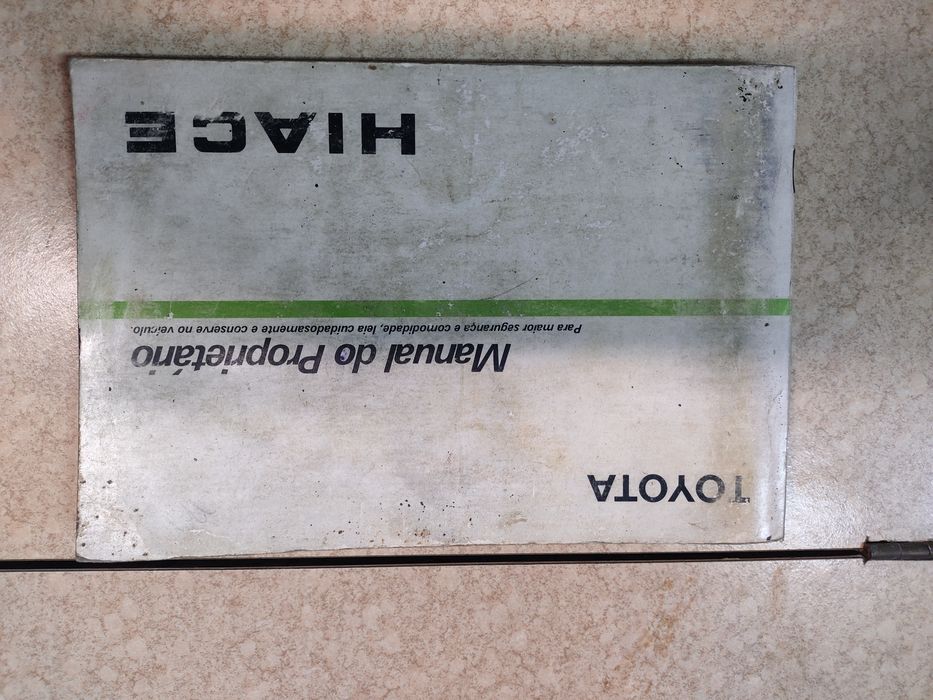 TOYOTA
Manual do Proprietário
Para maior segurança e comodidade, leia cuidadosamente e conserve no veículo.
HIACE